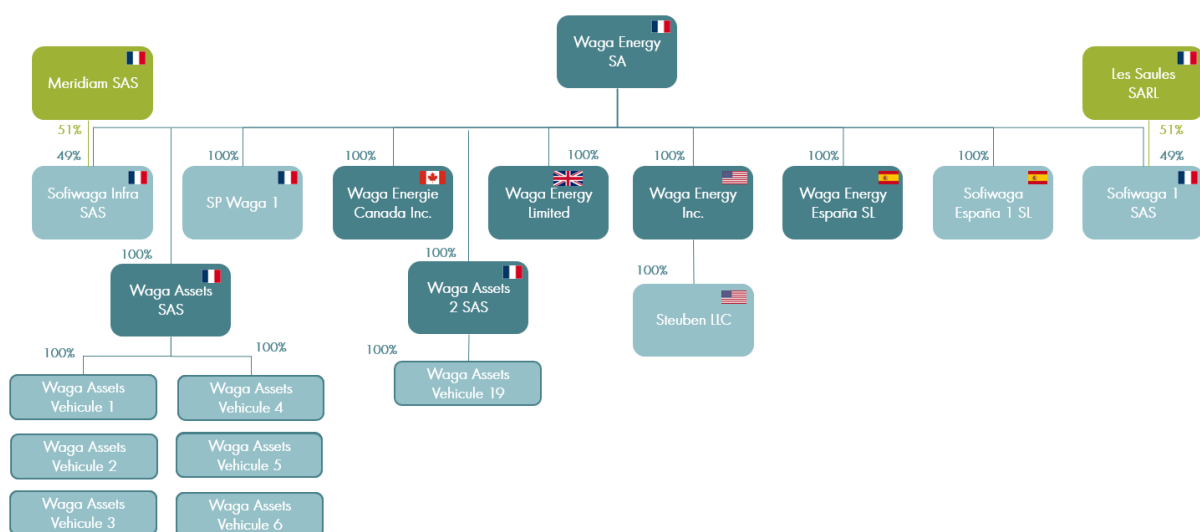 Waga Energy
SA
Meridiam SAS
Les Saules
SARL
51%
51%
49%
100%
100%
100%
100%
100%
100%
49%
Sofiwaga Infra
SAS
SP Waga 1
Waga Energie
Canada Inc.
Waga Energy
Limited
Waga Energy
Inc.
Waga Energy
España SL
Sofiwaga
España 1 SL
Sofiwaga 1
SAS
100%
100%
100%
Waga Assets
SAS
Waga Assets
2 SAS
Steuben LLC
100%
100%
100%
Waga Assets
Vehicule 1
Waga Assets
Vehicule 4
Waga Assets
Vehicule 19
Waga Assets
Vehicule 2
Waga Assets
Vehicule 5
Waga Assets
Vehicule 3
Waga Assets
Vehicule 6